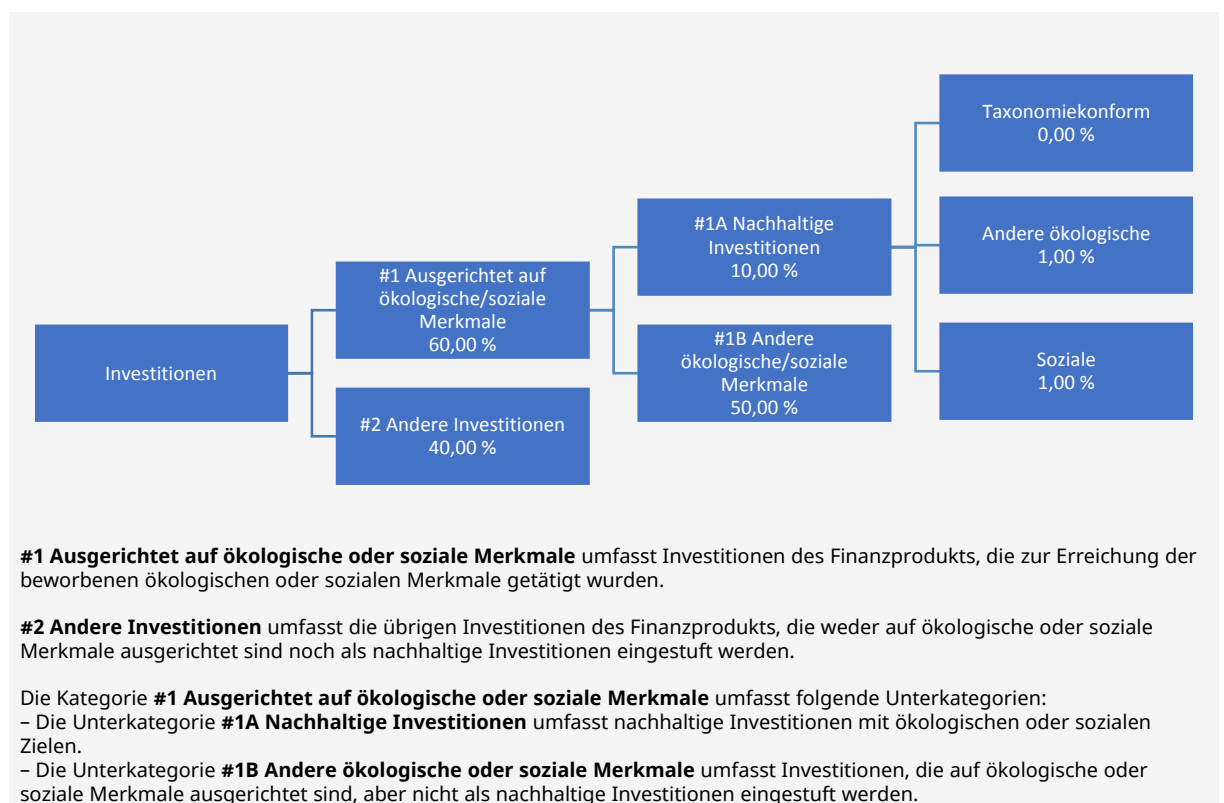 Investitionen
#1 Ausgerichtet auf
ökologische/soziale
Merkmale
60,00 %
#2 Andere Investitionen
40,00 %
#1A Nachhaltige
Investitionen
10,00 %
#1B Andere
ökologische/soziale
Merkmale
50,00 %
Taxonomiekonform
0,00 %
Andere ökologische
1,00 %
Soziale
1,00 %
#1 Ausgerichtet auf ökologische oder soziale Merkmale umfasst Investitionen des Finanzprodukts, die zur Erreichung der
beworbenen ökologischen oder sozialen Merkmale getätigt wurden.
#2 Andere Investitionen umfasst die übrigen Investitionen des Finanzprodukts, die weder auf ökologische oder soziale
Merkmale ausgerichtet sind noch als nachhaltige Investitionen eingestuft werden.
Die Kategorie #1 Ausgerichtet auf ökologische oder soziale Merkmale umfasst folgende Unterkategorien:
– Die Unterkategorie #1A Nachhaltige Investitionen umfasst nachhaltige Investitionen mit ökologischen oder sozialen
Zielen.
– Die Unterkategorie #1B Andere ökologische oder soziale Merkmale umfasst Investitionen, die auf ökologische oder
soziale Merkmale ausgerichtet sind, aber nicht als nachhaltige Investitionen eingestuft werden.